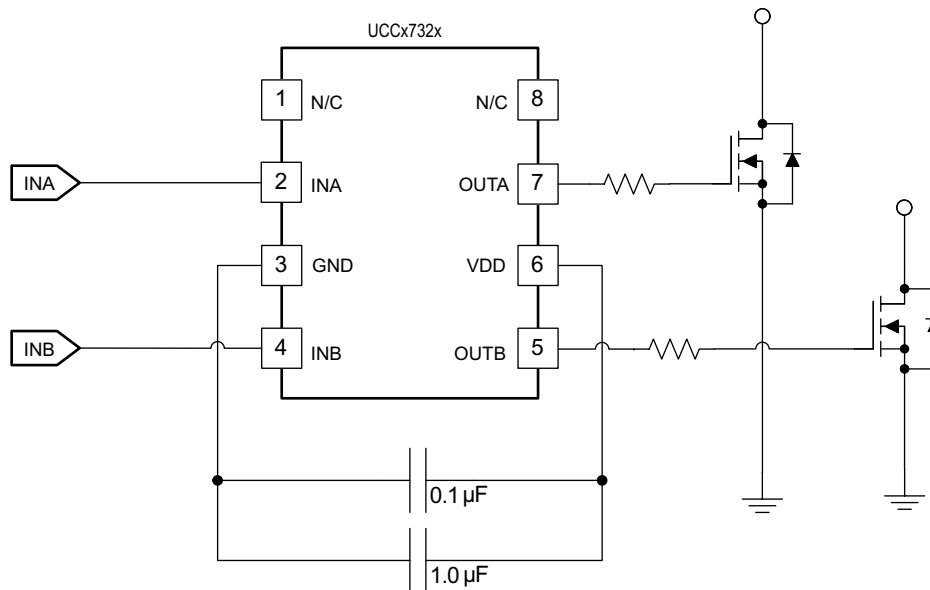 UCCx732x
1 N/C
N/C 8
INA
2 INA
OUTA 7
3 GND
VDD 6
INB
4 INB
OUTB 5
0.1 µF
1.0 µF